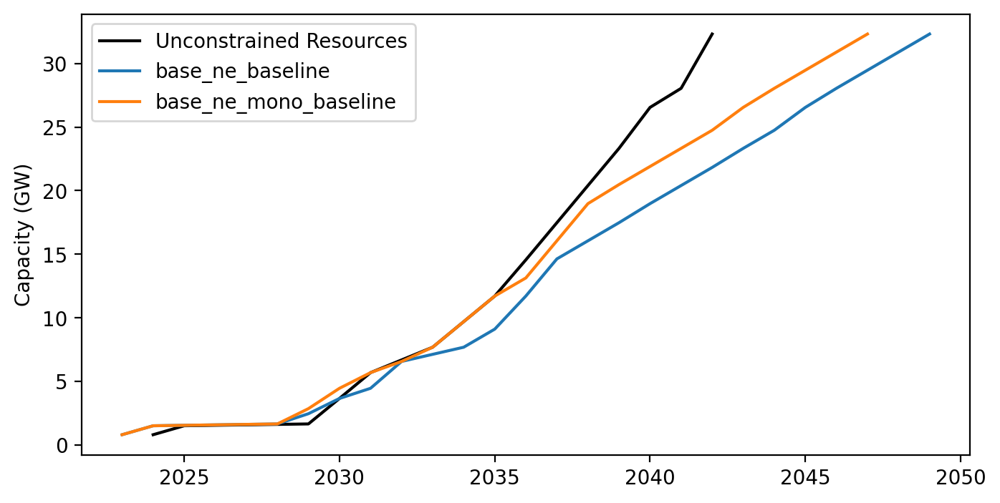 Unconstrained Resources
base_ne_baseline
base_ne_mono_baseline
Capacity (GW)
30
25
20
15
10
5
0
2025 2030 2035 2040 2045 2050